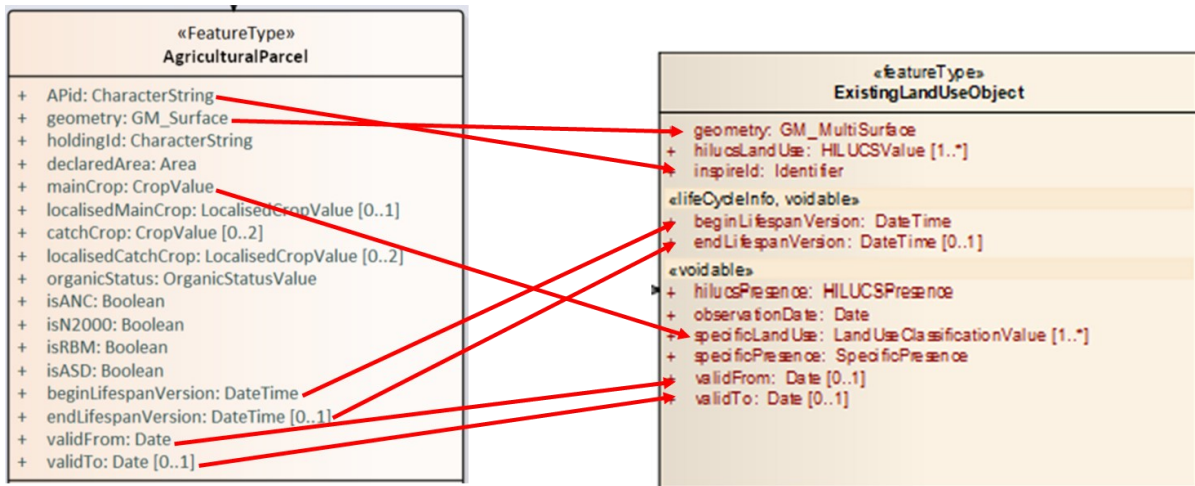 «FeatureType»
AgriculturalParcel
+ APid: CharacterString
+ geometry: GM_Surface
+ holdingId: CharacterString
+ declaredArea: Area
+ mainCrop: CropValue
+ localisedMainCrop: LocalisedCropValue [0..1]
+ catchCrop: CropValue [0..2]
+ localisedCatchCrop: LocalisedCropValue [0..2]
+ organicStatus: OrganicStatusValue
+ isANC: Boolean
+ isN2000: Boolean
+ isRBM: Boolean
+ isASD: Boolean
+ beginLifespanVersion: DateTime
+ endLifespanVersion: DateTime [0..1]
+ validFrom: Date
+ validTo: Date [0..1]
«featureType»
ExistingLandUseObject
+ geometry: GM_MultiSurface
+ hilucsLandUse: HILUCSValue [1..*]
+ inspireId: Identifier
«lifeCycleInfo, voidable»
+ beginLifespanVersion: DateTime
+ endLifespanVersion: DateTime [0..1]
«voidable»
+ hilucsPresence: HILUCSPresence
+ observationDate: Date
+ specificLandUse: LandUseClassificationValue [1..*]
+ specificPresence: SpecificPresence
+ validFrom: Date [0..1]
+ validTo: Date [0..1]